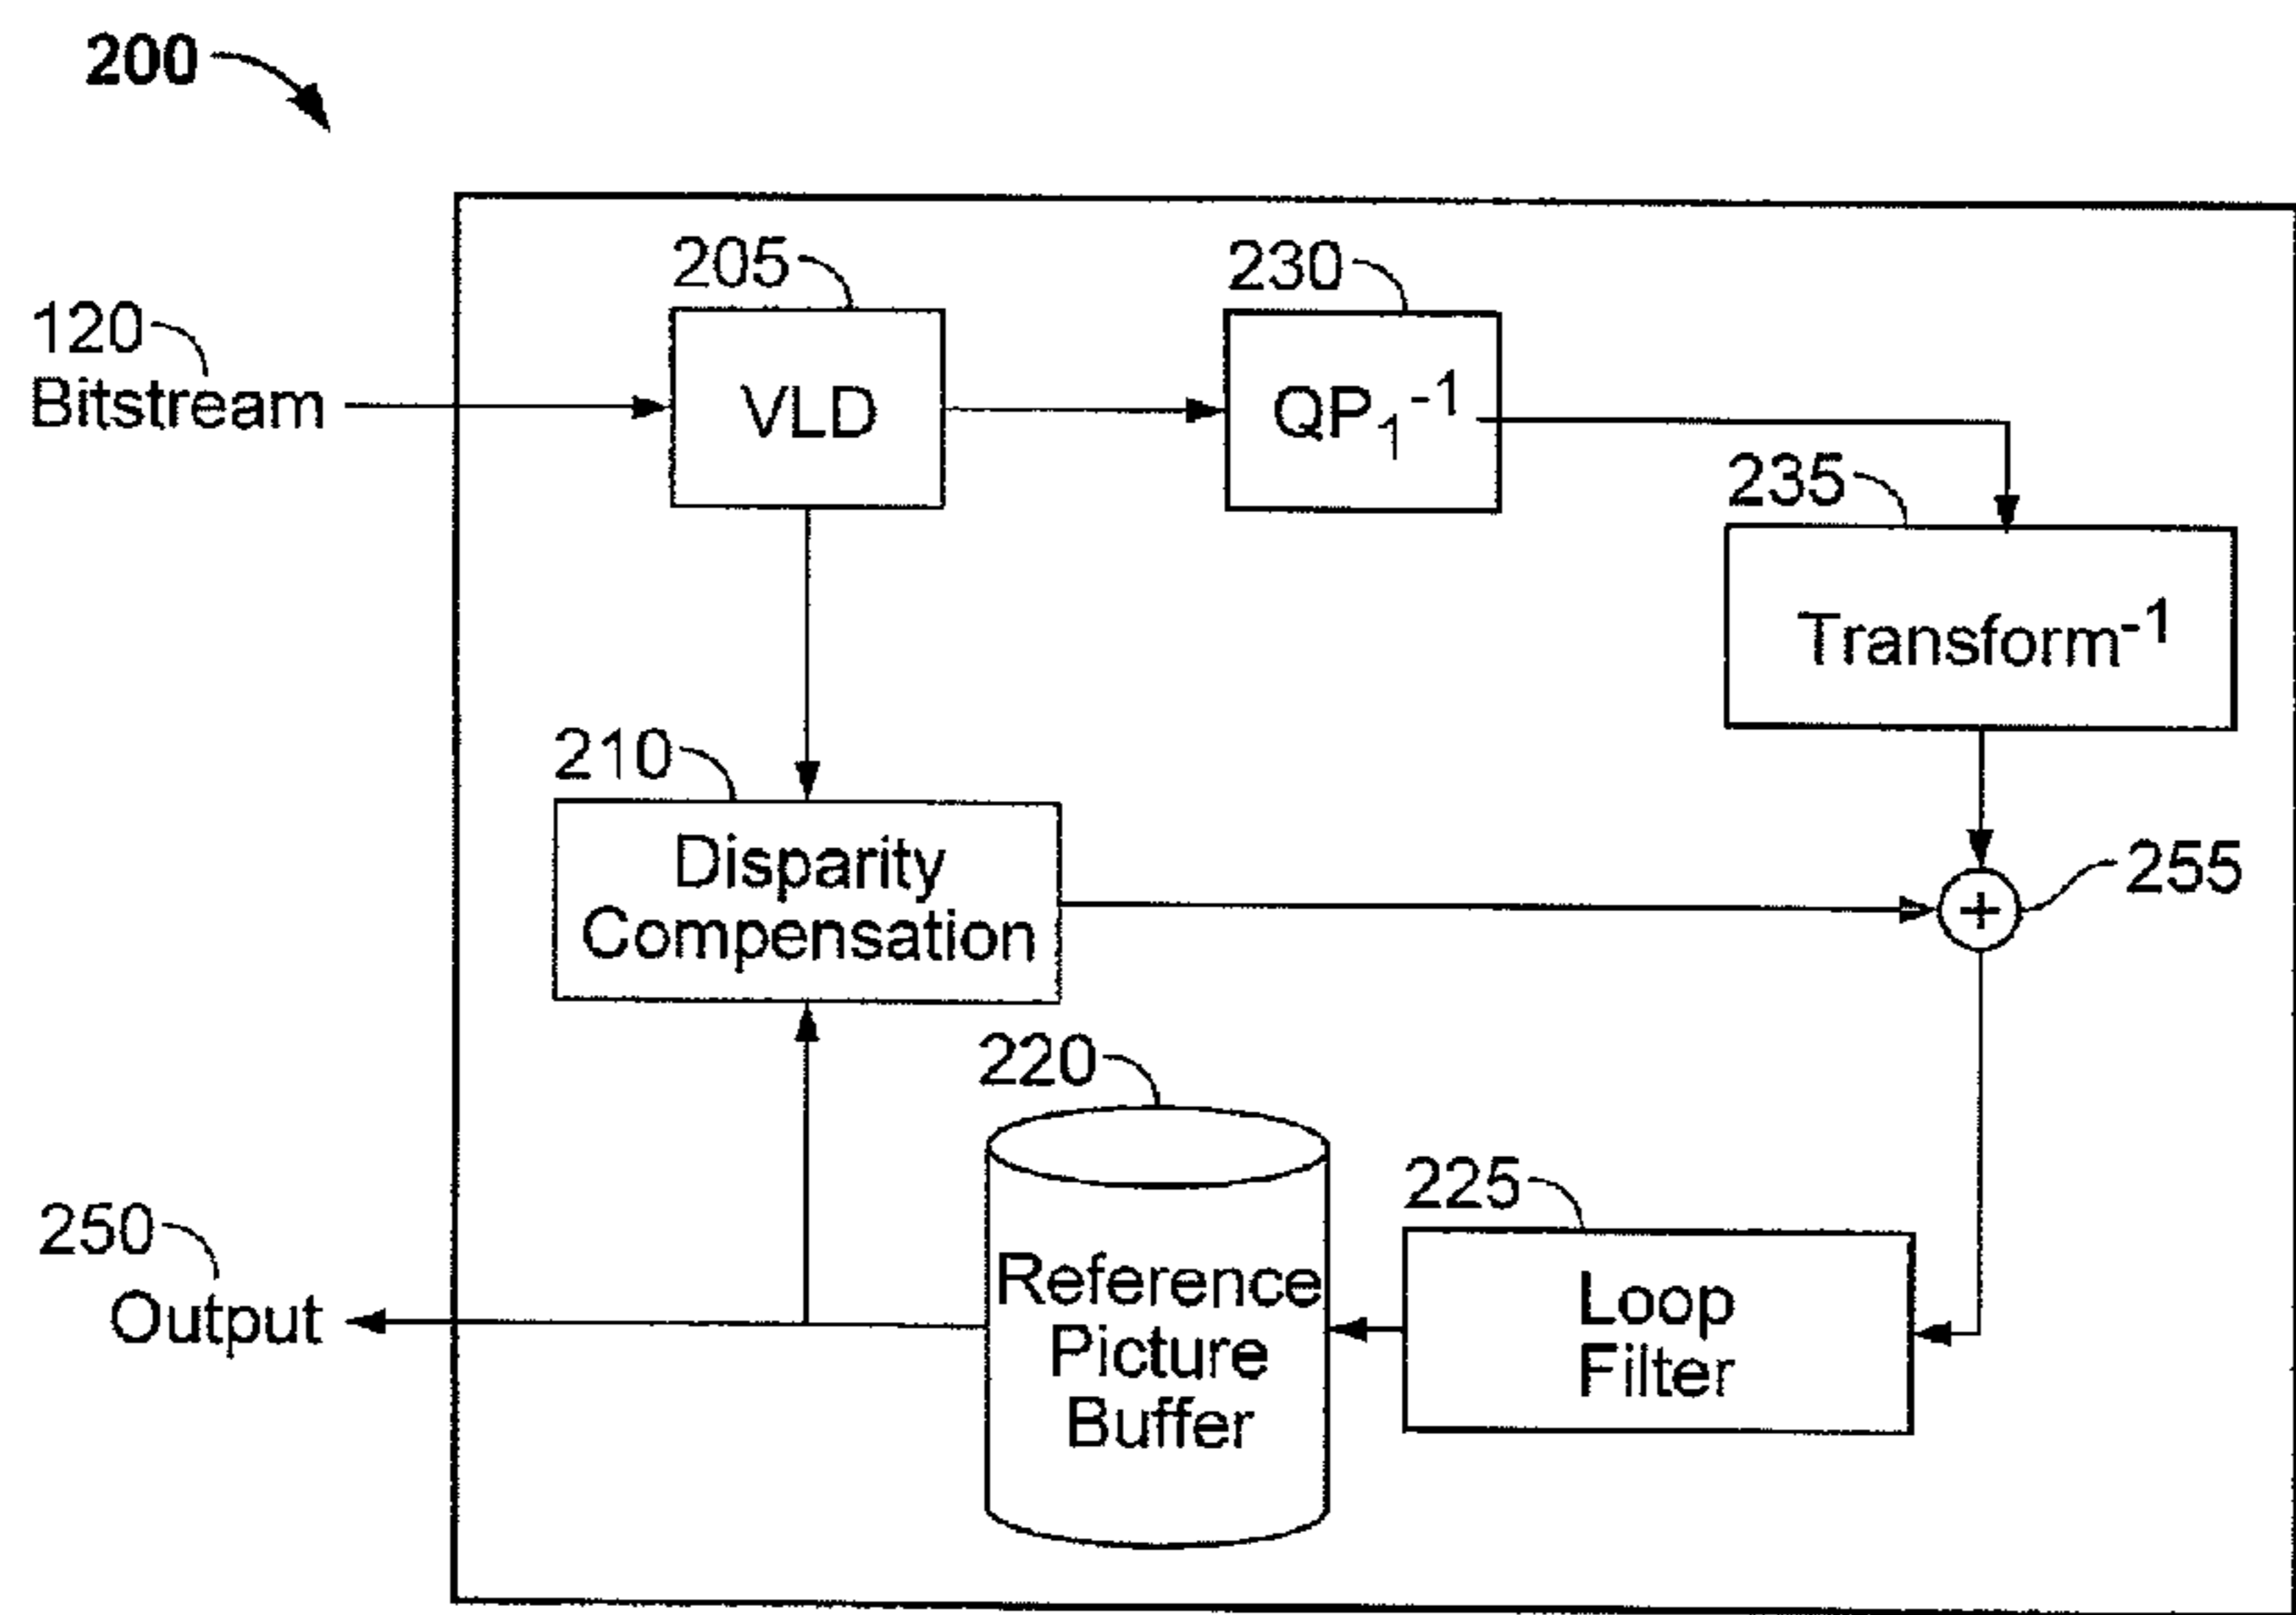 200
205
230
120
Bitstream
VLD
QP₁⁻¹
235
Transform⁻¹
210
Disparity
Compensation
255
+
220
225
250
Output
Reference
Picture
Buffer
Loop
Filter